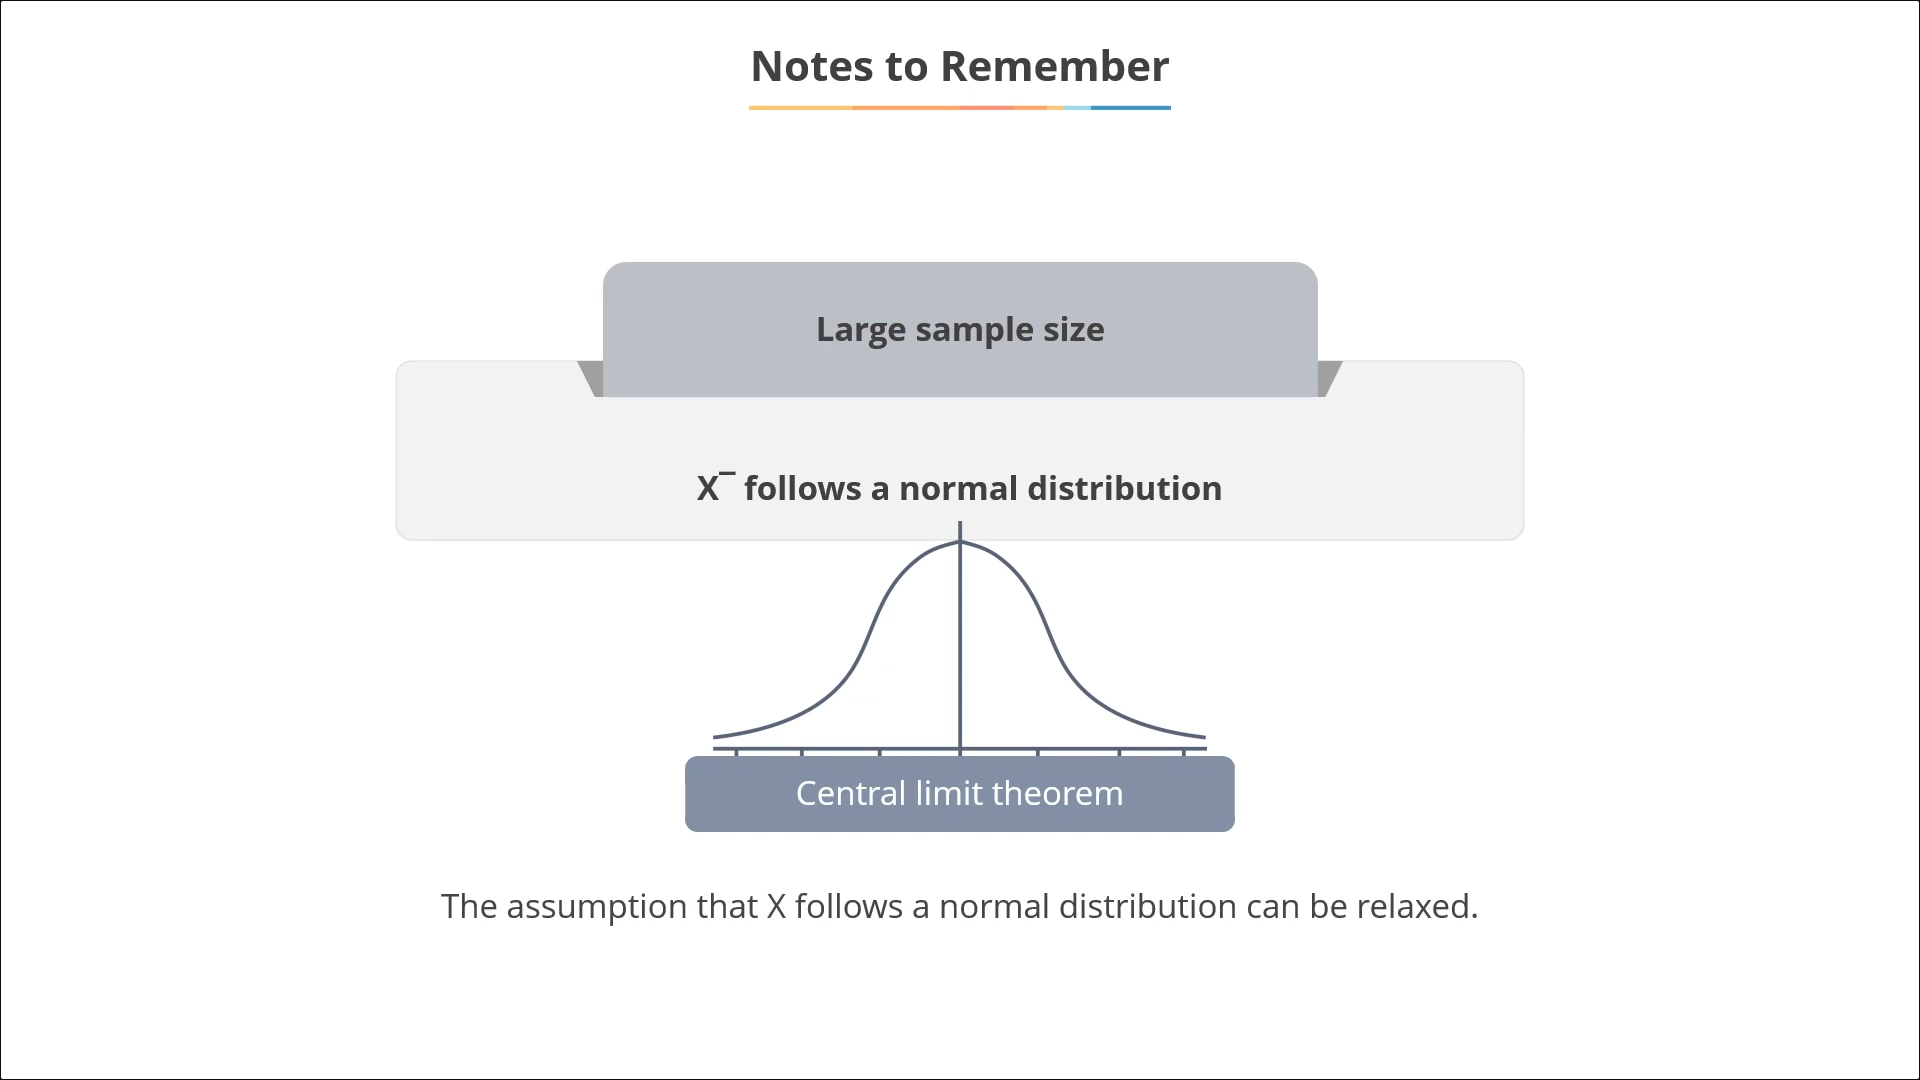 Notes to Remember
Large sample size
X‾ follows a normal distribution
Central limit theorem
The assumption that X follows a normal distribution can be relaxed.